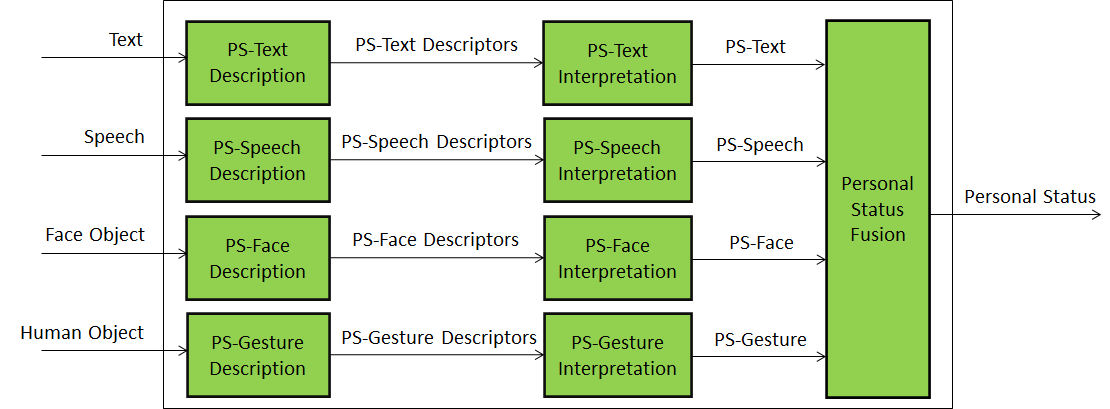 Text
PS-Text
Description
PS-Text Descriptors
PS-Text
Interpretation
PS-Text
Speech
PS-Speech
Description
PS-Speech Descriptors
PS-Speech
Interpretation
PS-Speech
Personal
Status
Fusion
Personal Status
Face Object
PS-Face
Description
PS-Face Descriptors
PS-Face
Interpretation
PS-Face
Human Object
PS-Gesture
Description
PS-Gesture Descriptors
PS-Gesture
Interpretation
PS-Gesture